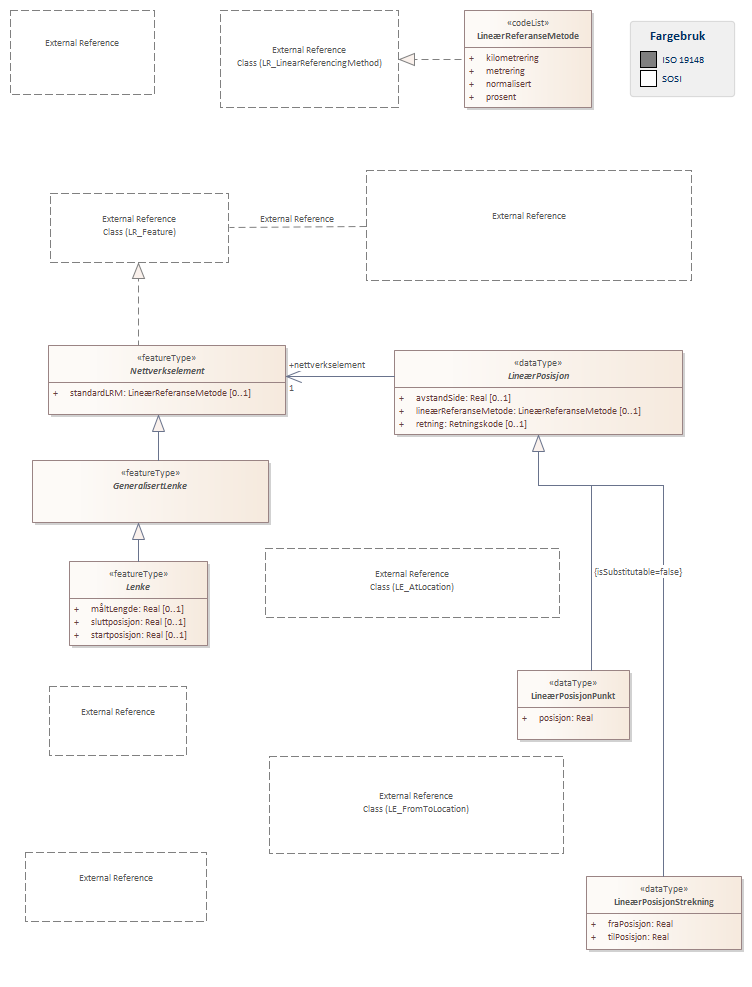 External Reference
External Reference
Class (LR_LinearReferencingMethod)
«codeList»
LineærReferanseMetode
+ kilometrering
+ metrering
+ normalisert
+ prosent
Fargebruk
ISO 19148
SOSI
External Reference
Class (LR_Feature)
External Reference
External Reference
«featureType»
Nettverkselement
+ standardLRM: LineærReferanseMetode [0..1]
+nettverkselement
1
«dataType»
LineærPosisjon
+ avstandSide: Real [0..1]
+ lineærReferanseMetode: LineærReferanseMetode [0..1]
+ retning: Retningskode [0..1]
«featureType»
GeneralisertLenke
«featureType»
Lenke
+ måltLengde: Real [0..1]
+ sluttposisjon: Real [0..1]
+ startposisjon: Real [0..1]
External Reference
Class (LE_AtLocation)
{isSubstitutable=false}
«dataType»
LineærPosisjonPunkt
+ posisjon: Real
External Reference
External Reference
Class (LE_FromToLocation)
External Reference
«dataType»
LineærPosisjonStrekning
+ fraPosisjon: Real
+ tilPosisjon: Real